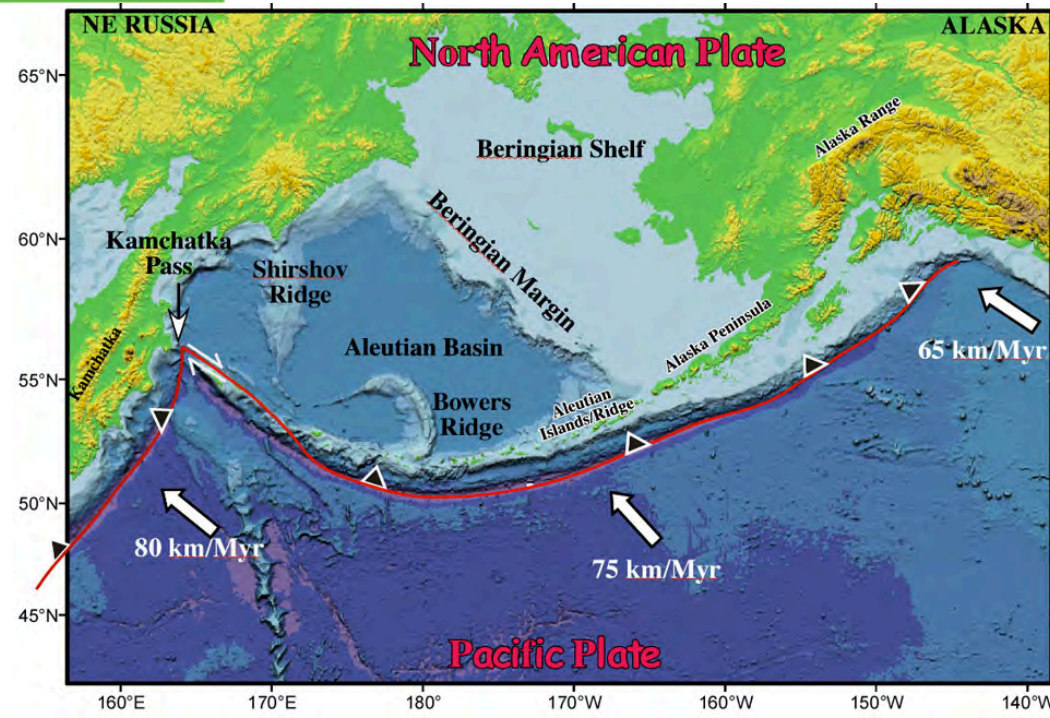 NE RUSSIA
ALASKA
North American Plate
65°N
Alaska Range
Beringian Shelf
60°N
Kamchatka
Pass
Beringian Margin
Shirshov
Ridge
Kamchatka
Aleutian Basin
Alaska Peninsula
65 km/Myr
55°N
Bowers
Ridge
Aleutian
Islands/Ridge
50°N
80 km/Myr
75 km/Myr
45°N
Pacific Plate
160°E
170°E
180°
170°W
160°W
150°W
140°W